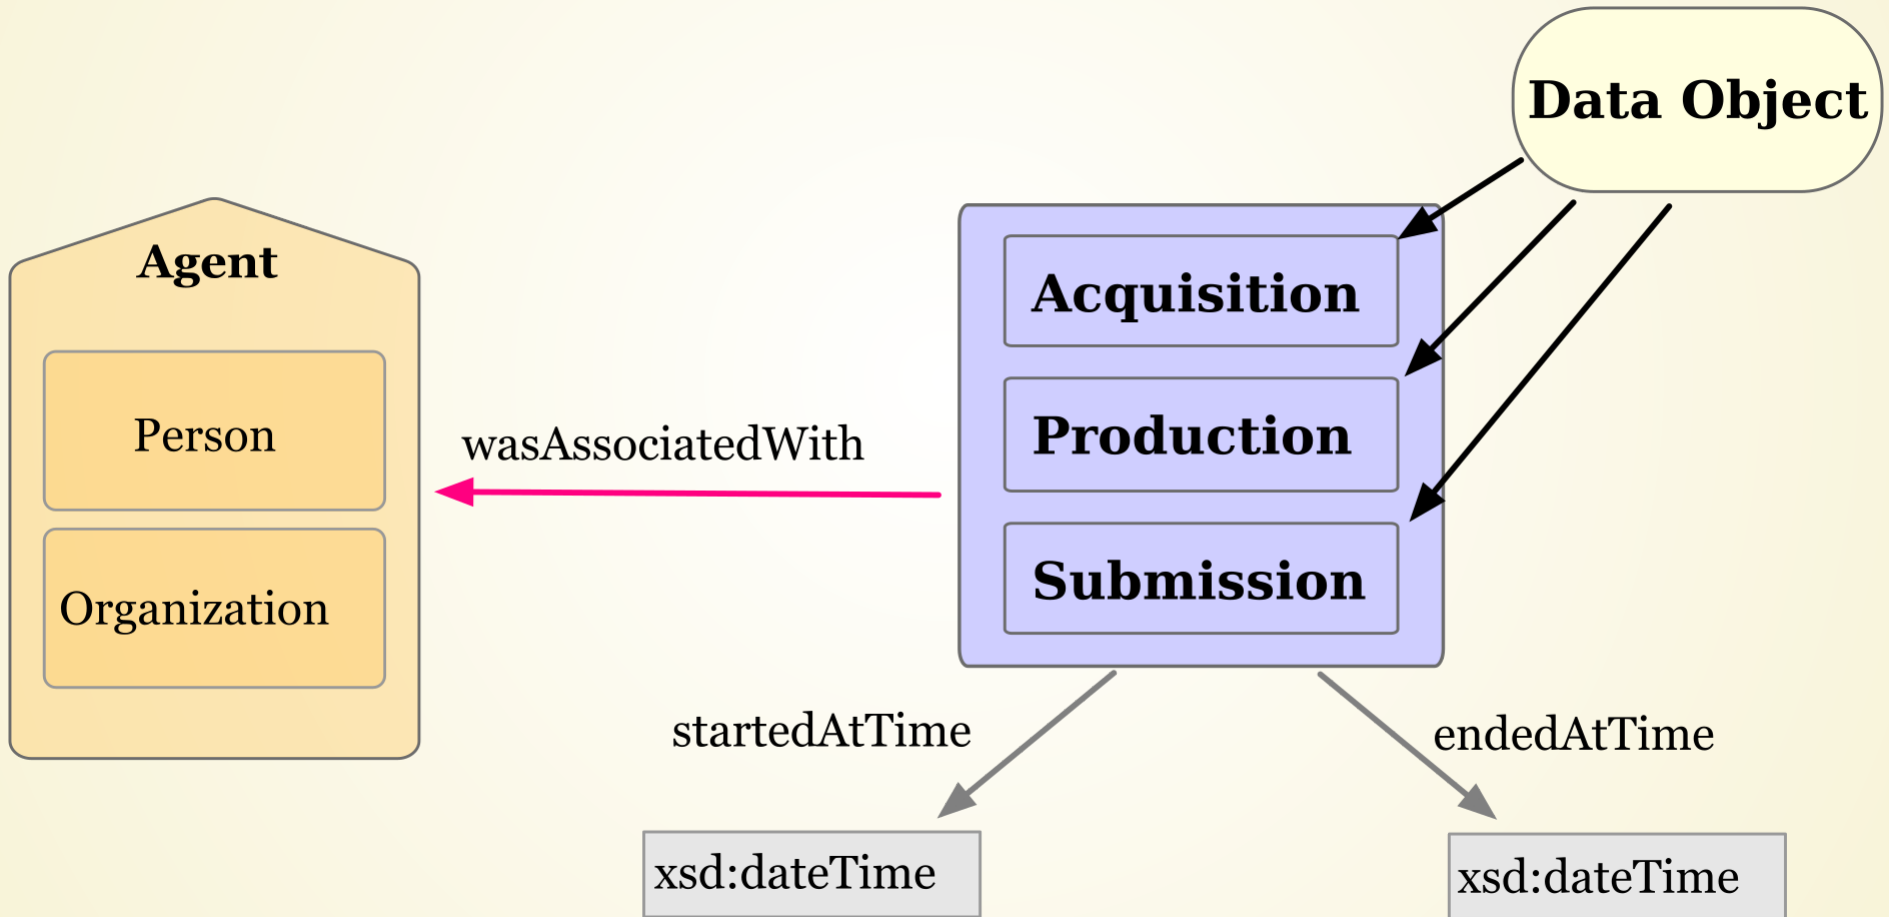 Data Object
Agent
Person
Organization
wasAssociatedWith
Acquisition
Production
Submission
startedAtTime
endedAtTime
xsd:dateTime
xsd:dateTime